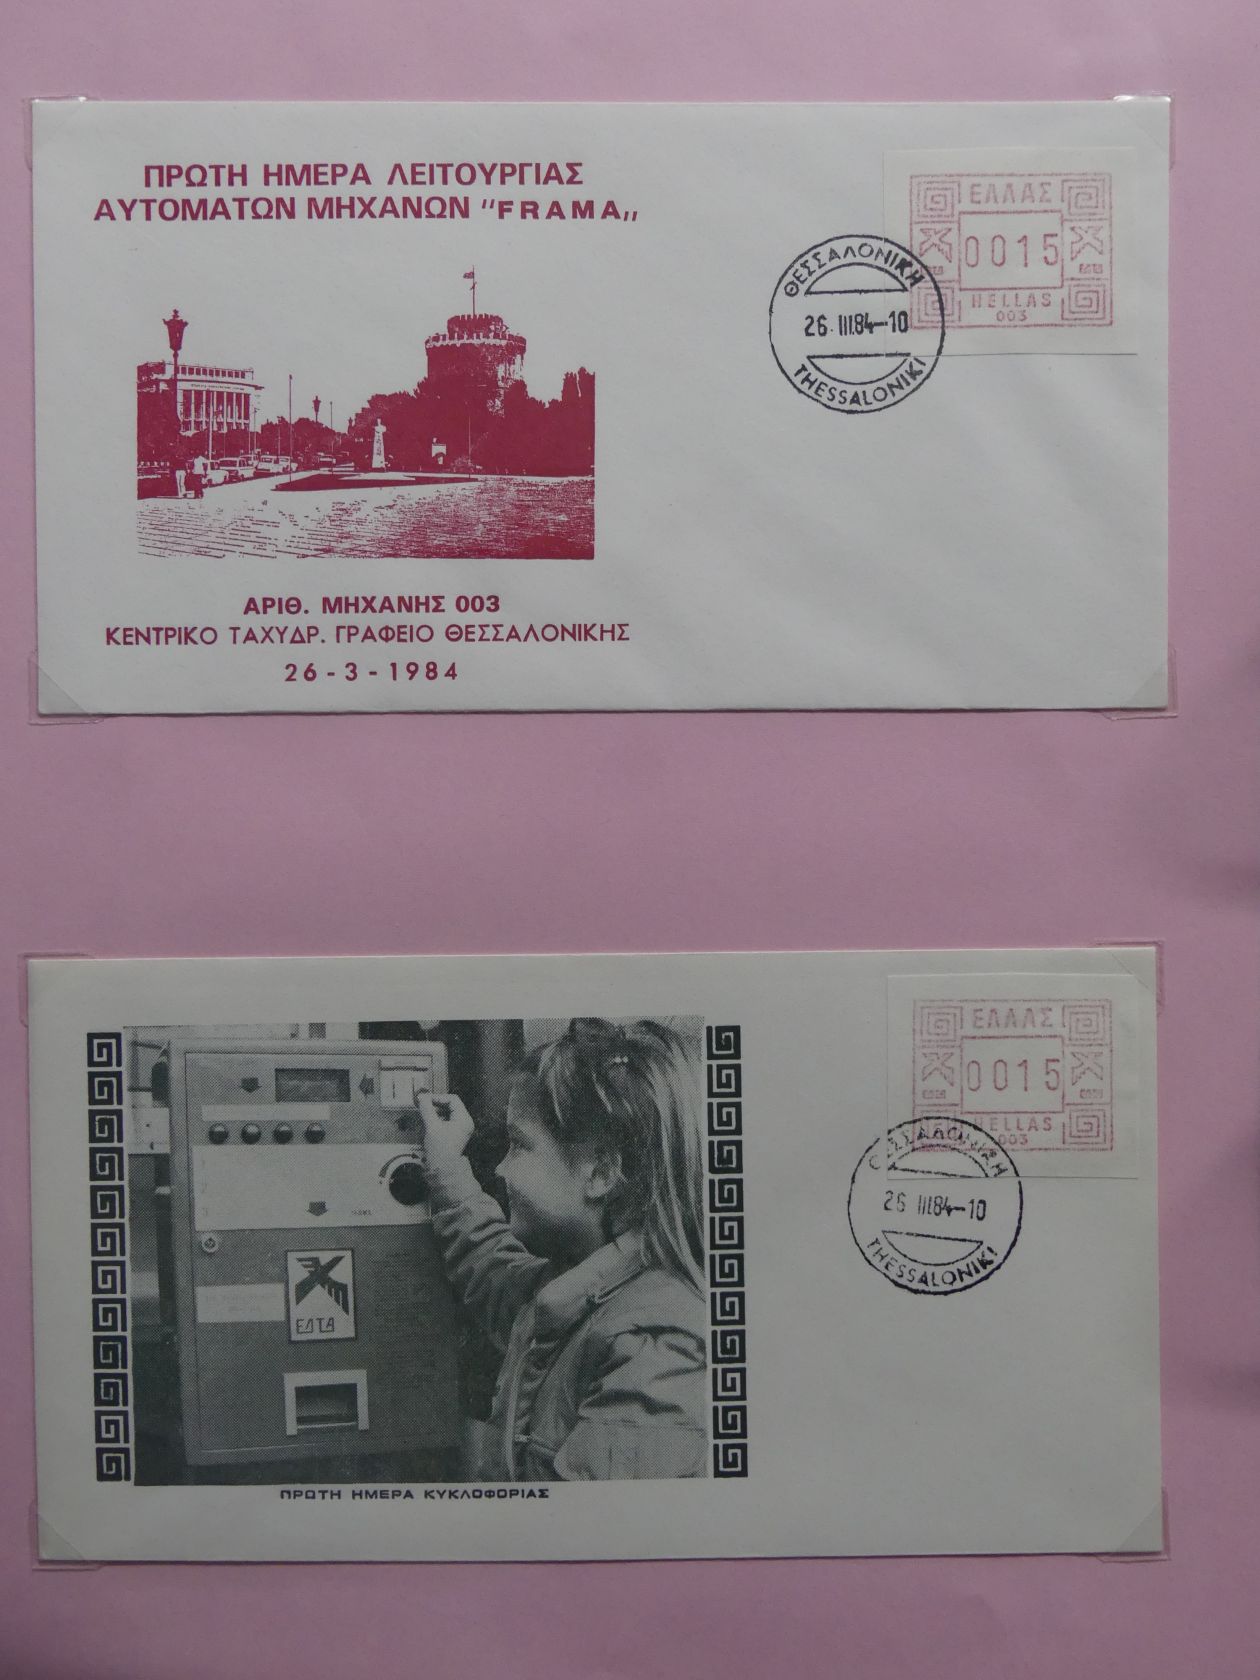 ΠΡΩΤΗ ΗΜΕΡΑ ΛΕΙΤΟΥΡΓΙΑΣ
ΑΥΤΟΜΑΤΩΝ ΜΗΧΑΝΩΝ "FRAMA„
ΕΛΛΑΣ
0015
HELLAS
003
ΘΕΣΣΑΛΟΝΙΚΗ
26.III.84-10
THESSALONIKI
ΑΡΙΘ. ΜΗΧΑΝΗΣ 003
ΚΕΝΤΡΙΚΟ ΤΑΧΥΔΡ. ΓΡΑΦΕΙΟ ΘΕΣΣΑΛΟΝΙΚΗΣ
26-3-1984
ΕΛΛΑΣ
0015
HELLAS
003
ΘΕΣΣΑΛΟΝΙΚΗ
26 III84-10
THESSALONIKI
ΕΛΤΑ
ΠΡΩΤΗ ΗΜΕΡΑ ΚΥΚΛΟΦΟΡΙΑΣ